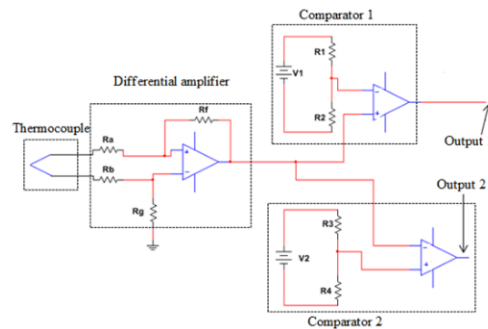 Comparator 1
R1
V1
R2
Output
Differential amplifier
Rf
Thermocouple
Ra
Rb
Rg
Output 2
R3
V2
R4
Comparator 2